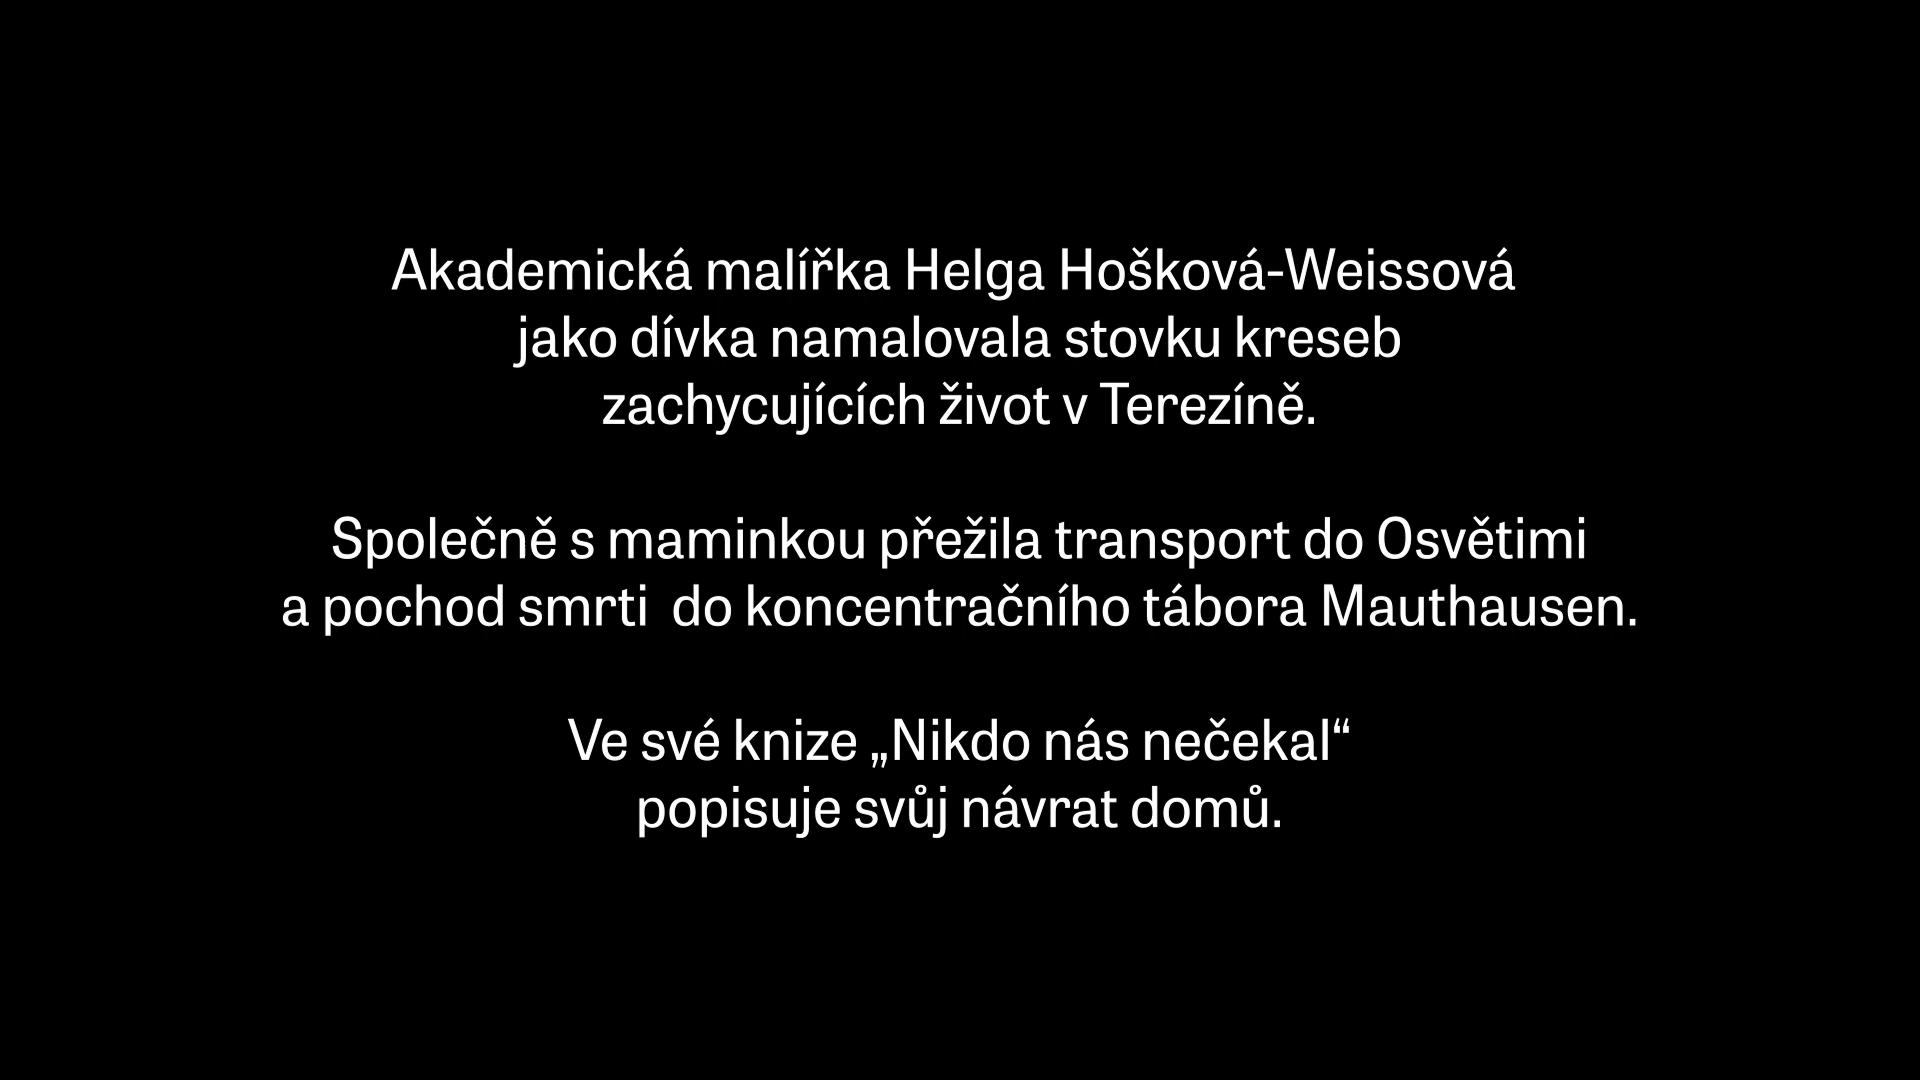 Akademická malířka Helga Hošková-Weissová
jako dívka namalovala stovku kreseb
zachycujících život v Terezíně.
Společně s maminkou přežila transport do Osvětimi
a pochod smrti  do koncentračního tábora Mauthausen.
Ve své knize „Nikdo nás nečekal“
popisuje svůj návrat domů.